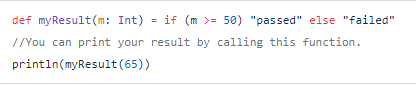 def myResult(m: Int) = if (m >= 50) "passed" else "failed"
//You can print your result by calling this function.
println(myResult(65))